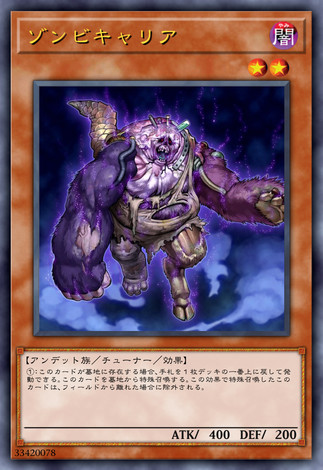 ゾンビキャリア
やみ
闇
【アンデット族／チューナー／効果】
①:このカードが墓地に存在する場合、手札を1枚デッキの一番上に戻して発
動できる。このカードを墓地から特殊召喚する。この効果で特殊召喚したこ
のカードは、フィールドから離れた場合に除外される。
ATK/ 400 DEF/ 200
33420078